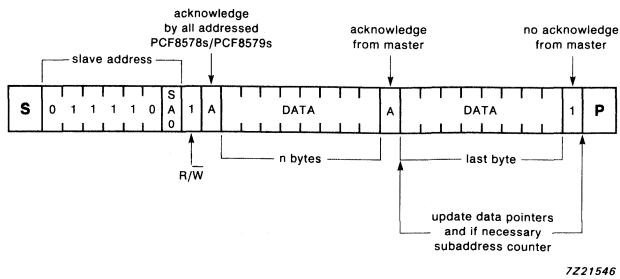 acknowledge
by all addressed
PCF8578s/PCF8579s
acknowledge
from master
no acknowledge
from master
slave address
S 0 1 1 1 1 0 SA0 1 A DATA A DATA 1 P
R/W
n bytes
last byte
update data pointers
and if necessary
subaddress counter
7Z21546